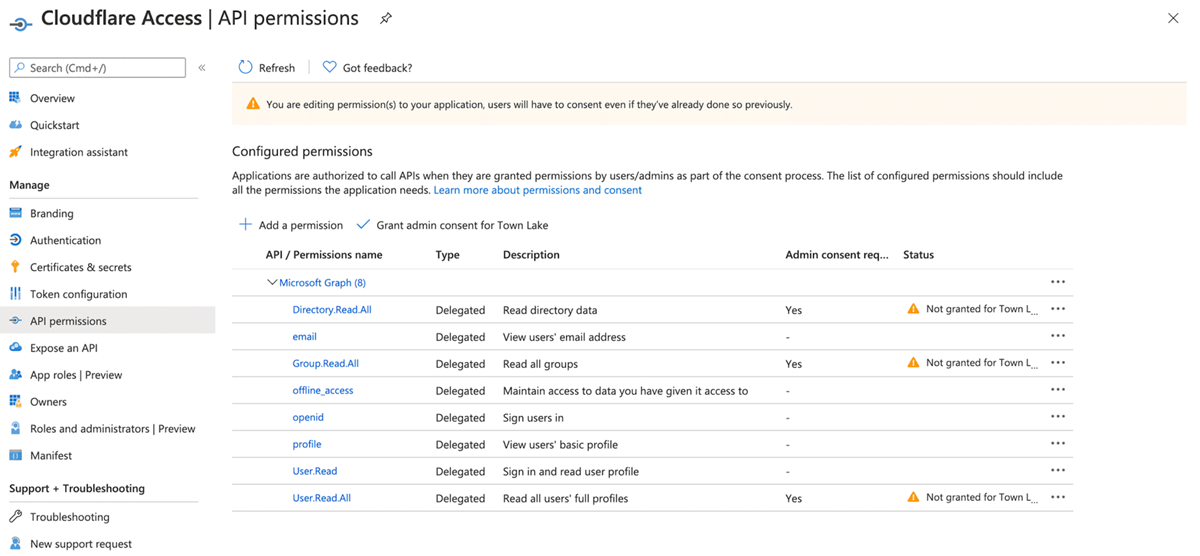 Cloudflare Access | API permissions
Search (Cmd+/)
«
Refresh
Got feedback?
You are editing permission(s) to your application, users will have to consent even if they've already done so previously.
Overview
Quickstart
Integration assistant
Manage
Branding
Authentication
Certificates & secrets
Token configuration
API permissions
Expose an API
App roles | Preview
Owners
Roles and administrators | Preview
Manifest
Support + Troubleshooting
Troubleshooting
New support request
Configured permissions
Applications are authorized to call APIs when they are granted permissions by users/admins as part of the consent process. The list of configured permissions should include
all the permissions the application needs. Learn more about permissions and consent
Add a permission Grant admin consent for Town Lake
API / Permissions name Type Description Admin consent req... Status
Microsoft Graph (8) ...
Directory.Read.All Delegated Read directory data Yes Not granted for Town L... ...
email Delegated View users' email address - ...
Group.Read.All Delegated Read all groups Yes Not granted for Town L... ...
offline_access Delegated Maintain access to data you have given it access to - ...
openid Delegated Sign users in - ...
profile Delegated View users' basic profile - ...
User.Read Delegated Sign in and read user profile - ...
User.Read.All Delegated Read all users' full profiles Yes Not granted for Town L... ...